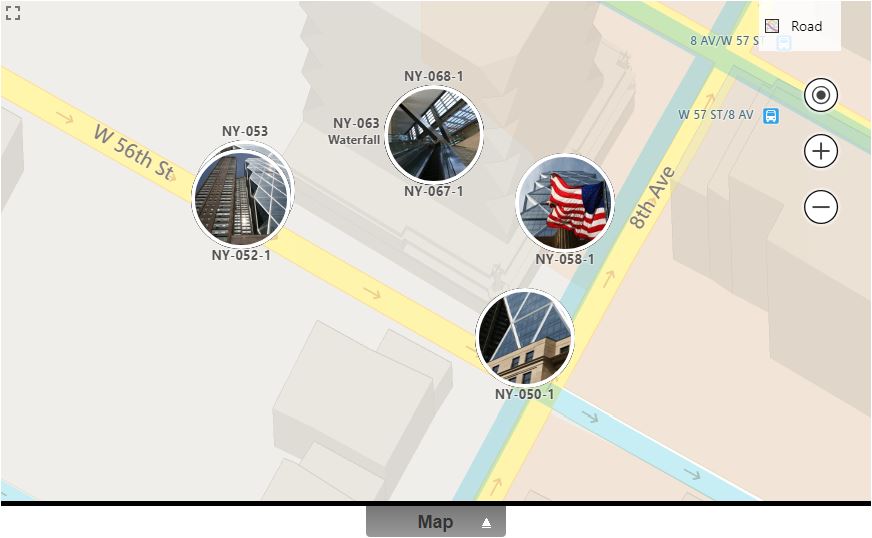 Road
8 AV/W 57 ST
NY-068-1
W 57 ST/8 AV
NY-063
Waterfall
NY-053
W 56th St
NY-067-1
8th Ave
NY-052-1
NY-058-1
NY-050-1
Map